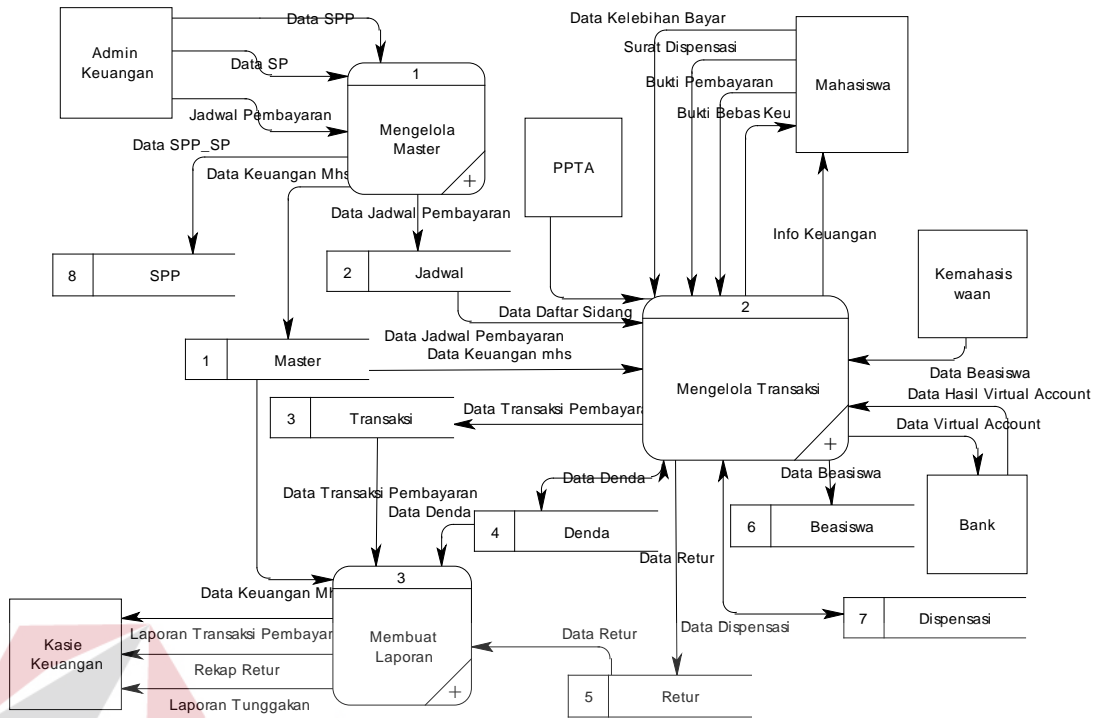 Data SPP
Data Kelebihan Bayar
Admin
Keuangan
Surat Dispensasi
Data SP
1
Bukti Pembayaran
Mahasiswa
Jadwal Pembayaran
Bukti Bebas Keu
Mengelola
Master
Data SPP_SP
PPTA
Data Keuangan Mhs
+
Data Jadwal Pembayaran
Info Keuangan
8
SPP
2
Jadwal
Kemahasis
waan
Data Daftar Sidang
2
Data Jadwal Pembayaran
Data Keuangan mhs
1
Master
Data Beasiswa
Mengelola Transaksi
Data Hasil Virtual Account
3
Transaksi
Data Transaksi Pembayar
Data Virtual Account
+
Data Denda
Data Beasiswa
Data Transaksi Pembayaran
Data Denda
4
Denda
6
Beasiswa
Bank
Data Retur
3
Data Keuangan Mh
Kasie
Keuangan
Laporan Transaksi Pembayar
Membuat
Laporan
Data Retur
Data Dispensasi
7
Dispensasi
Rekap Retur
+
5
Retur
Laporan Tunggakan